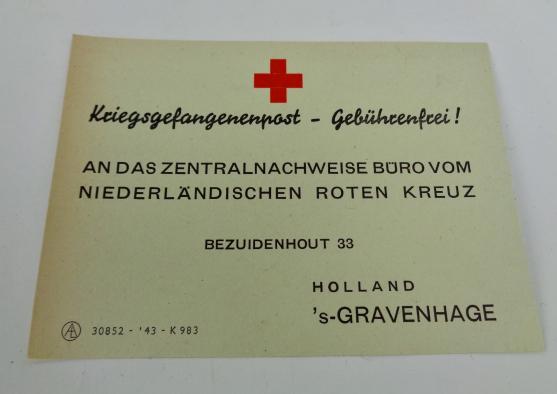 Kriegsgefangenenpost - Gebührenfrei!
AN DAS ZENTRALNACHWEISE BÜRO VOM
NIEDERLÄNDISCHEN ROTEN KREUZ
BEZUIDENHOUT 33
HOLLAND
's-GRAVENHAGE
30852 - '43 - K 983